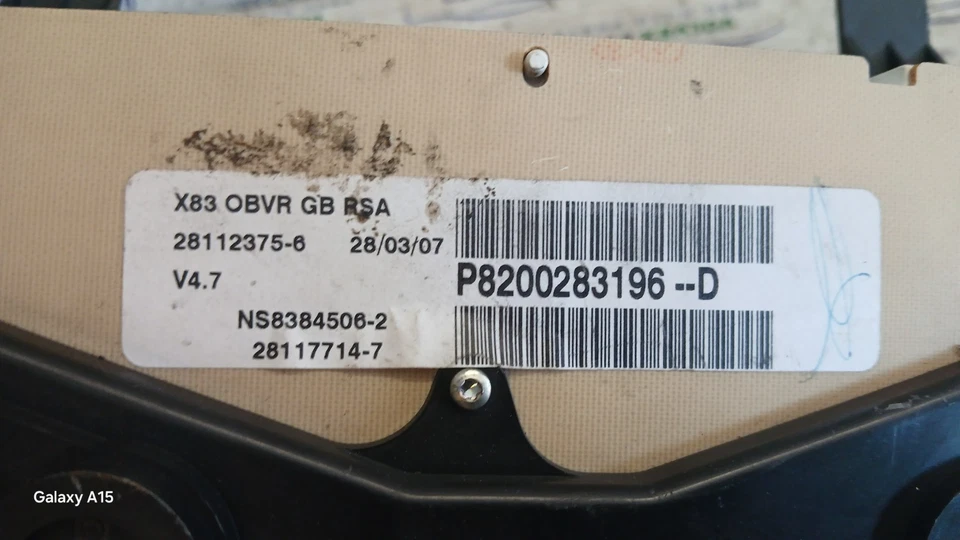 X83 OBVR GB RSA
28112375-6 28/03/07
V4.7
P8200283196 --D
NS8384506-2
28117714-7
Galaxy A15